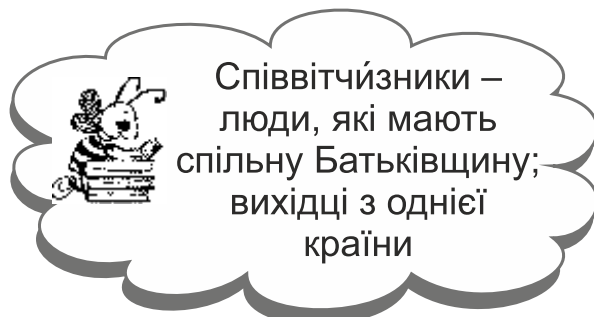 Співвітчи́зники –
люди, які мають
спільну Батьківщину;
вихідці з однієї
країни